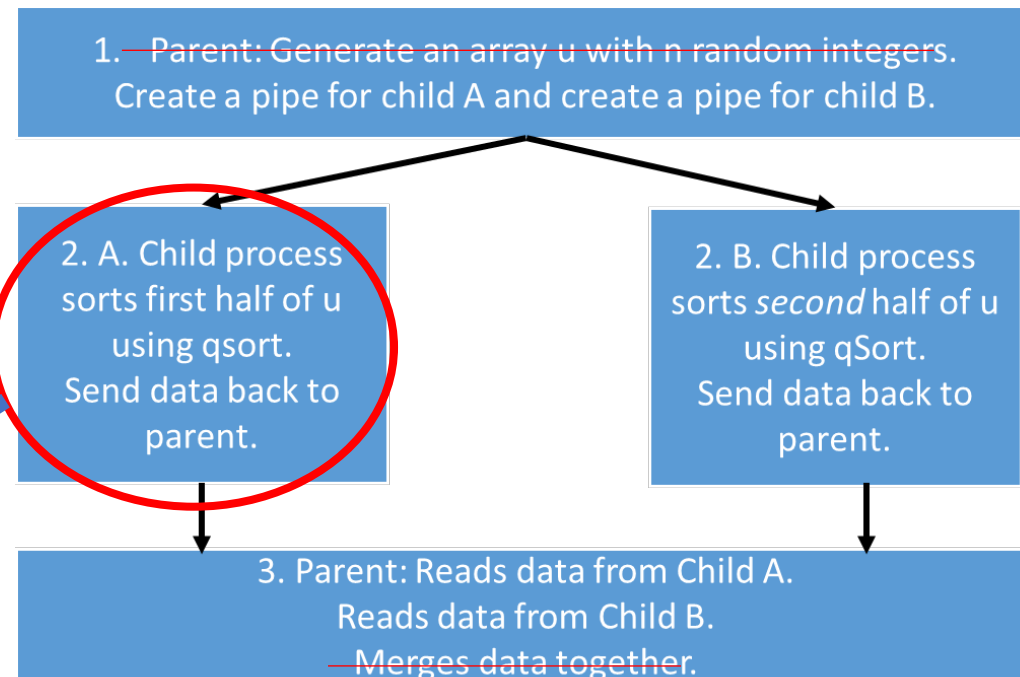 1. Parent: Generate an array u with n random integers.
Create a pipe for child A and create a pipe for child B.
2. A. Child process
sorts first half of u
using qsort.
Send data back to
parent.
2. B. Child process
sorts second half of u
using qSort.
Send data back to
parent.
3. Parent: Reads data from Child A.
Reads data from Child B.
Merges data together.